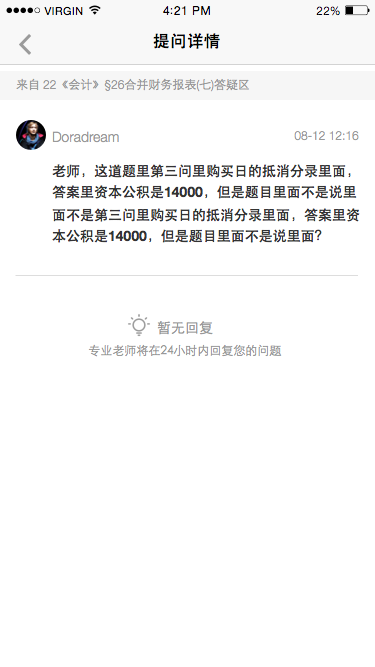 VIRGIN 4:21 PM 22%
提问详情
来自 22《会计》§26合并财务报表(七)答疑区
Doradream 08-12 12:16
老师，这道题里第三问里购买日的抵消分录里面，
答案里资本公积是14000，但是题目里面不是说里
面不是第三问里购买日的抵消分录里面，答案里资
本公积是14000，但是题目里面不是说里面？
暂无回复
专业老师将在24小时内回复您的问题